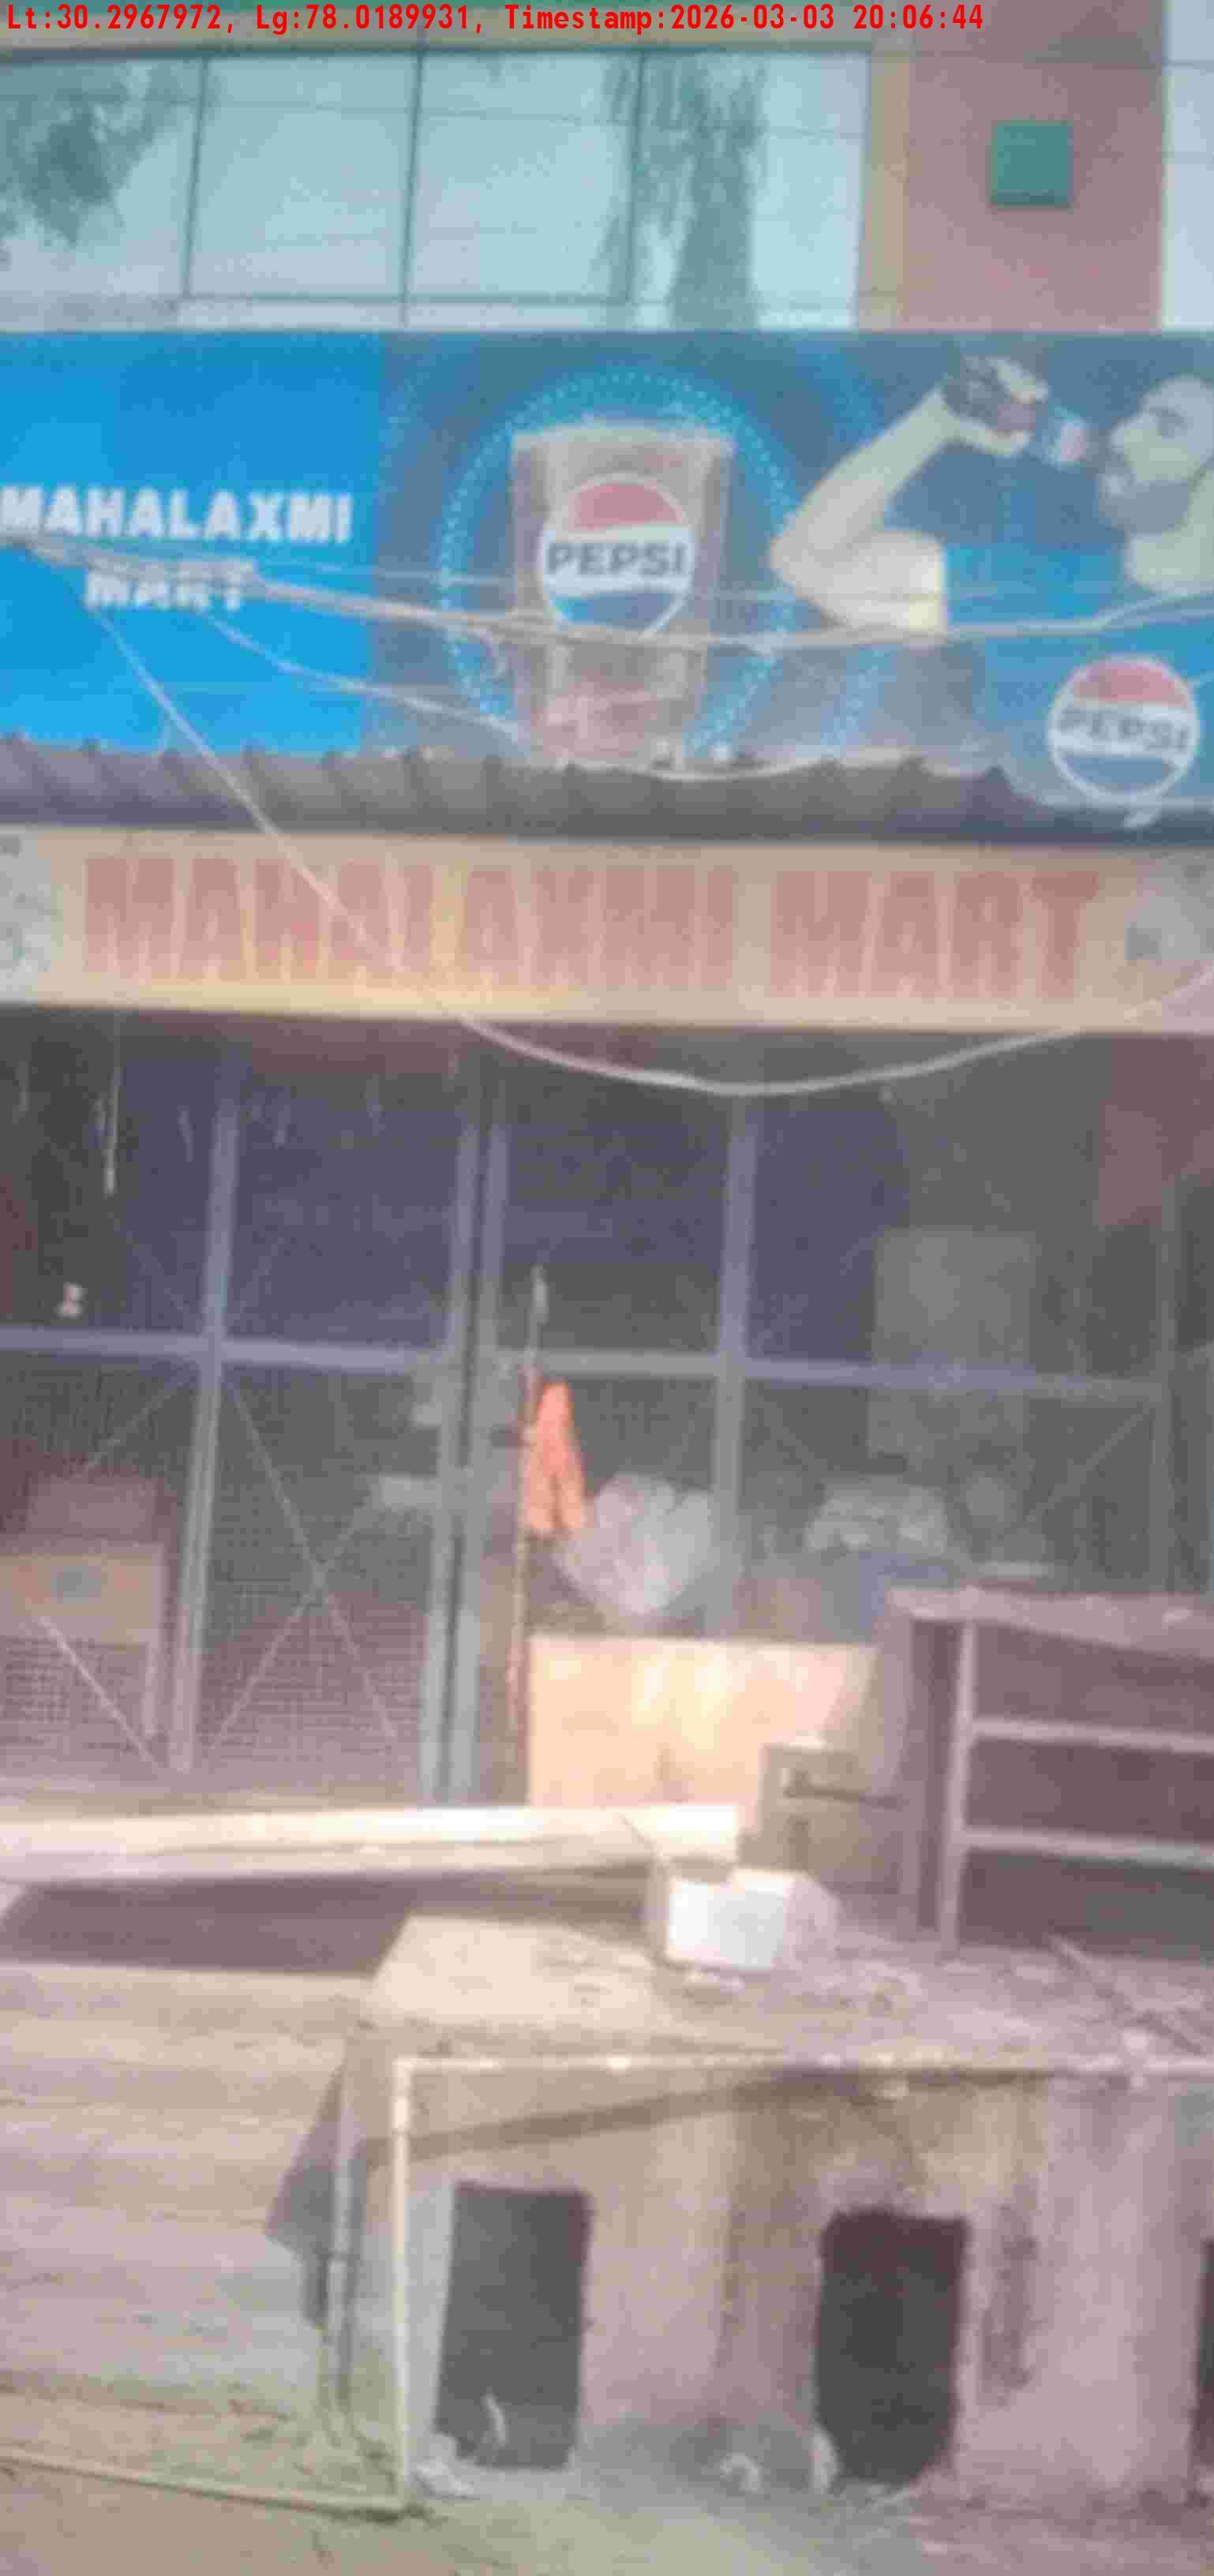 Lt:30.2967972, Lg:78.0189931, Timestamp:2026-03-03 20:06:44
MAHALAXMI
MART
PEPSI
PEPSI
MAHALAXMI MART